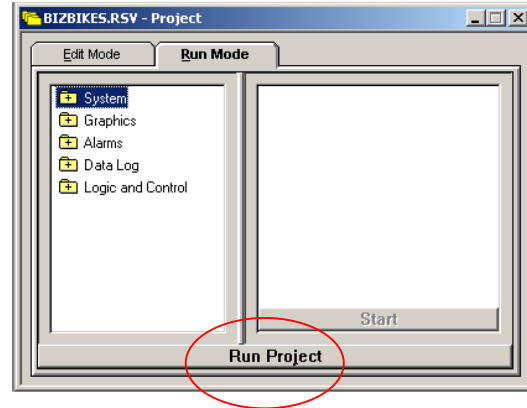 BIZBIKES.RSV - Project
Edit Mode
Run Mode
System
Graphics
Alarms
Data Log
Logic and Control
Start
Run Project